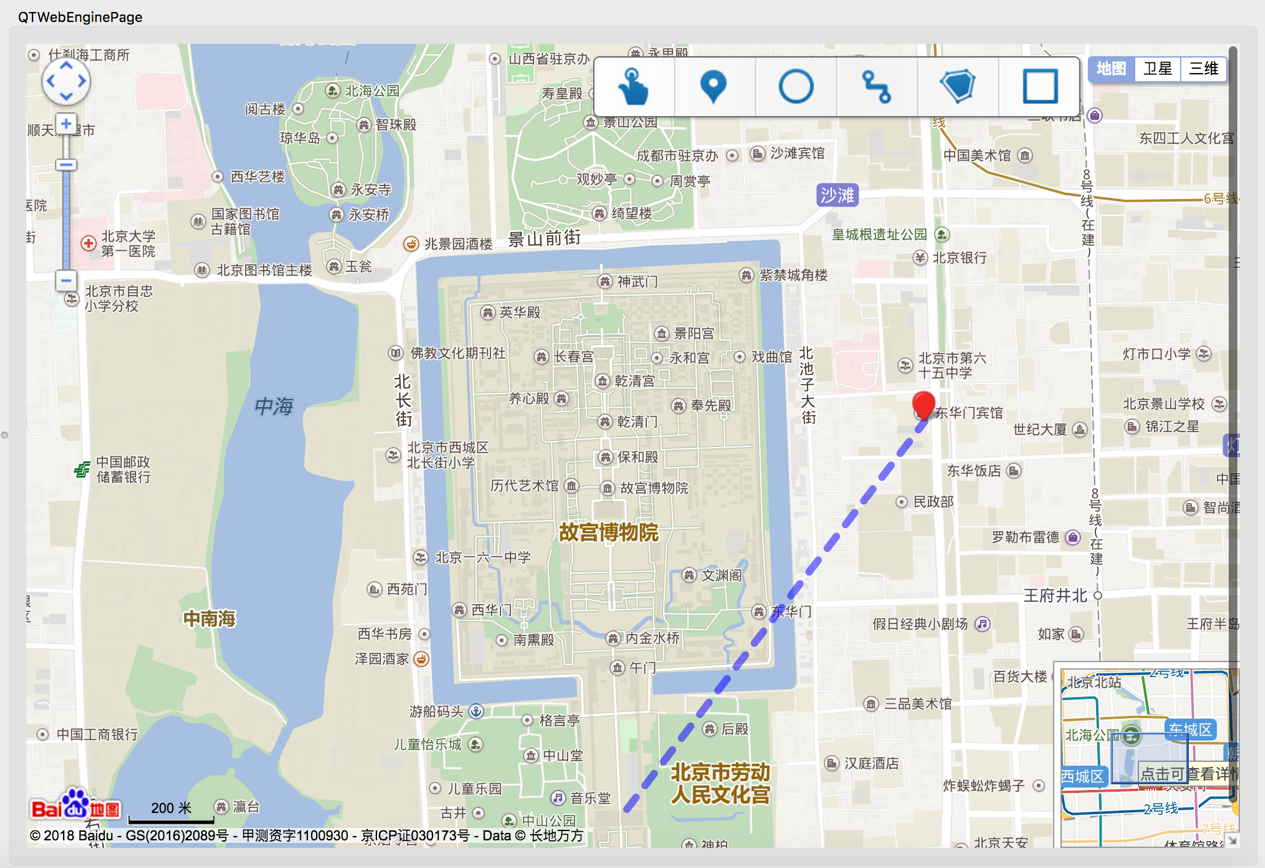 QTWebEnginePage
什刹海工商所
山西省驻京办
地图 卫星 三维
北海公园
寿皇殿
阅古楼
智珠殿
景山公园
琼华岛
东四工人文化宫
成都市驻京办
沙滩宾馆
中国美术馆
西华艺楼
永安寺
观妙亭
周赏亭
沙滩
8号线(在建)
6号线
国家图书馆
古籍馆
永安桥
绮望楼
北京大学
第一医院
兆景园酒楼
景山前街
皇城根遗址公园
北京银行
北京图书馆主楼
玉瓮
神武门
紫禁城角楼
北京市自忠
小学分校
英华殿
景阳宫
佛教文化期刊社
长春宫
永和宫
戏曲馆
北池子大街
北京市第六
十五中学
灯市口小学
北长街
乾清宫
养心殿
奉先殿
中海
乾清门
东华门宾馆
北京景山学校
锦江之星
世纪大厦
北京市西城区
北长街小学
保和殿
中国邮政
储蓄银行
历代艺术馆
故宫博物院
东华饭店
民政部
8号线(在建)
故宫博物院
罗勒布雷德
北京一六一中学
文渊阁
西苑门
王府井北
中南海
西华门
东华门
假日经典小剧场
西华书房
南熏殿
内金水桥
如家
泽园酒家
午门
百货大楼
北京北站
2号线
游船码头
格言亭
后殿
三品美术馆
中国工商银行
儿童怡乐城
中山堂
北海公园
东城区
北京市劳动
人民文化宫
汉庭酒店
西城区
点击可查看详情
儿童乐园
音乐堂
炸蜈蚣炸蝎子
Bai du 地图
200 米
瀛台
古井
中山公园
2号线
7号线
© 2018 Baidu - GS(2016)2089号 - 甲测资字1100930 - 京ICP证030173号 - Data © 长地万方
北京天安